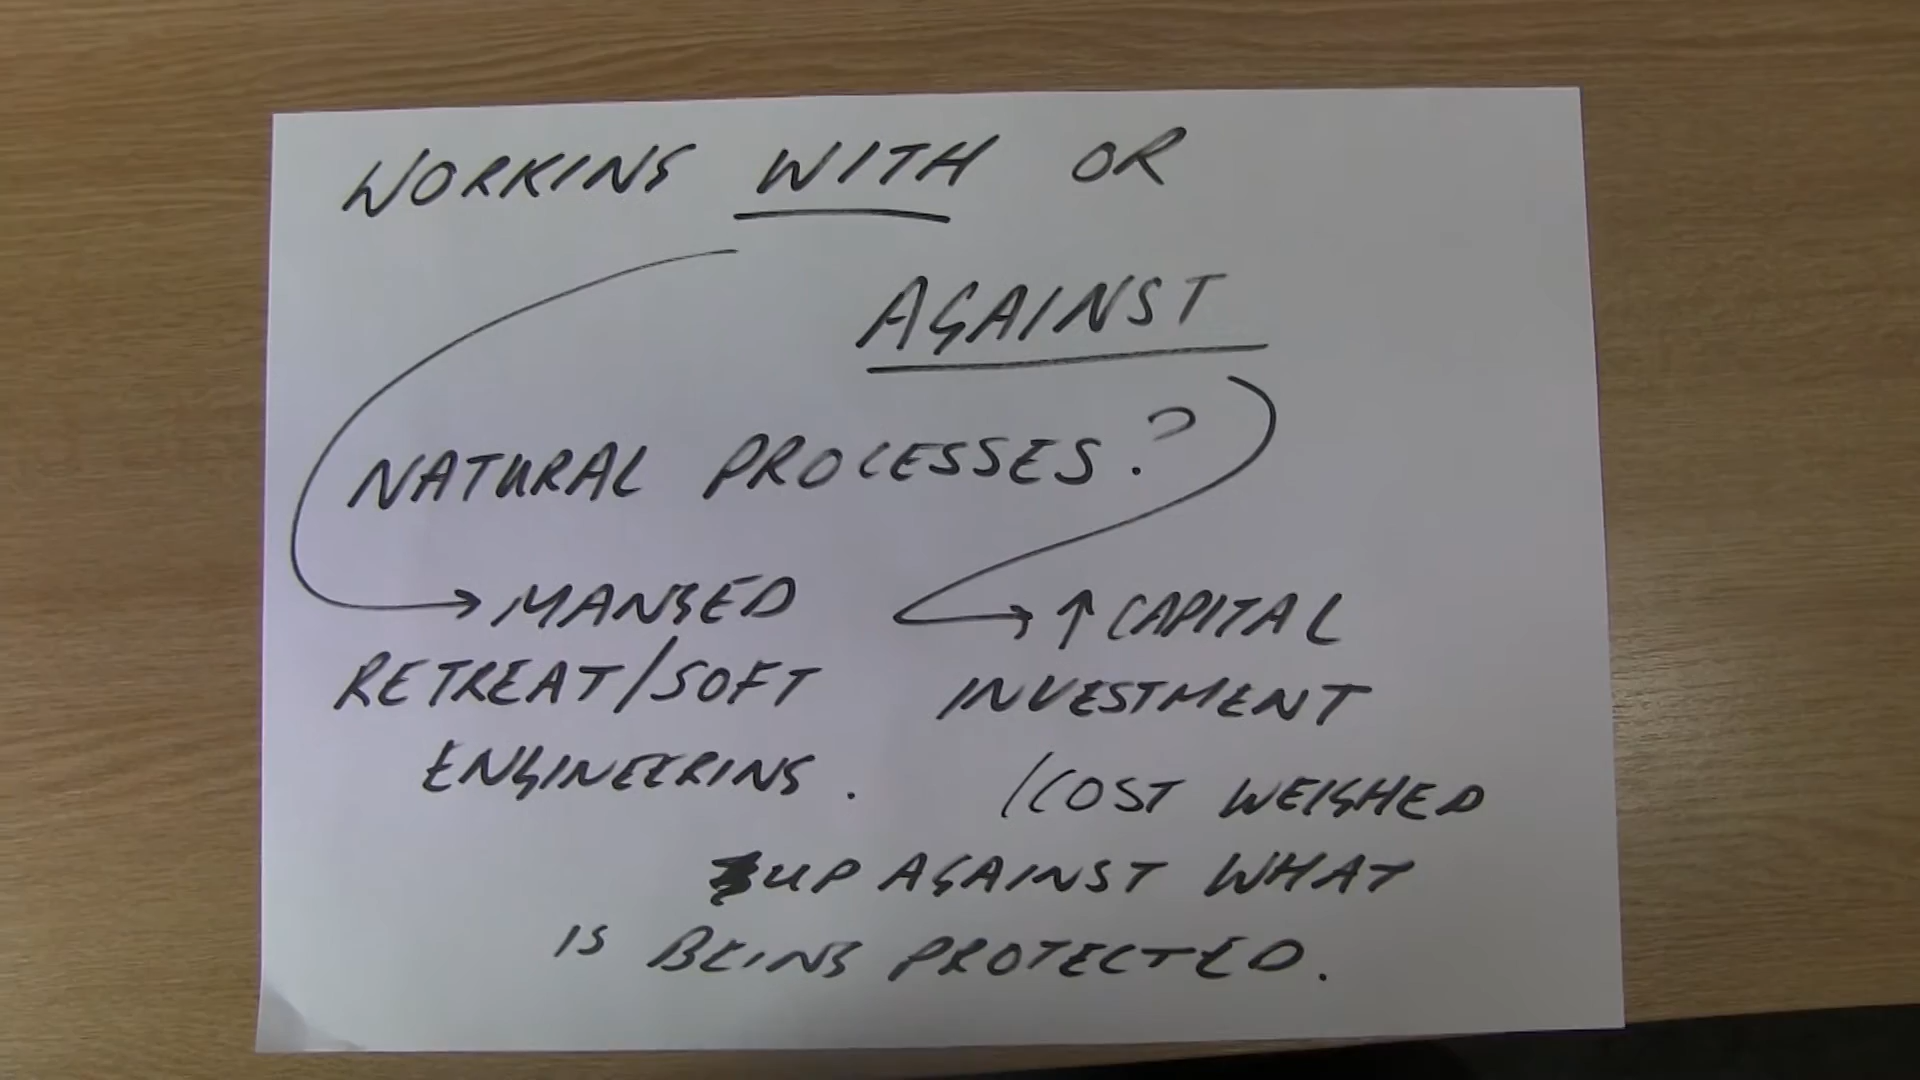 WORKING WITH OR
AGAINST
NATURAL PROCESSES?
→ MANGED
RETREAT/SOFT
ENGINEERING.
→ ↑ CAPITAL
INVESTMENT
/COST WEIGHED
UP AGAINST WHAT
IS BEING PROTECTED.